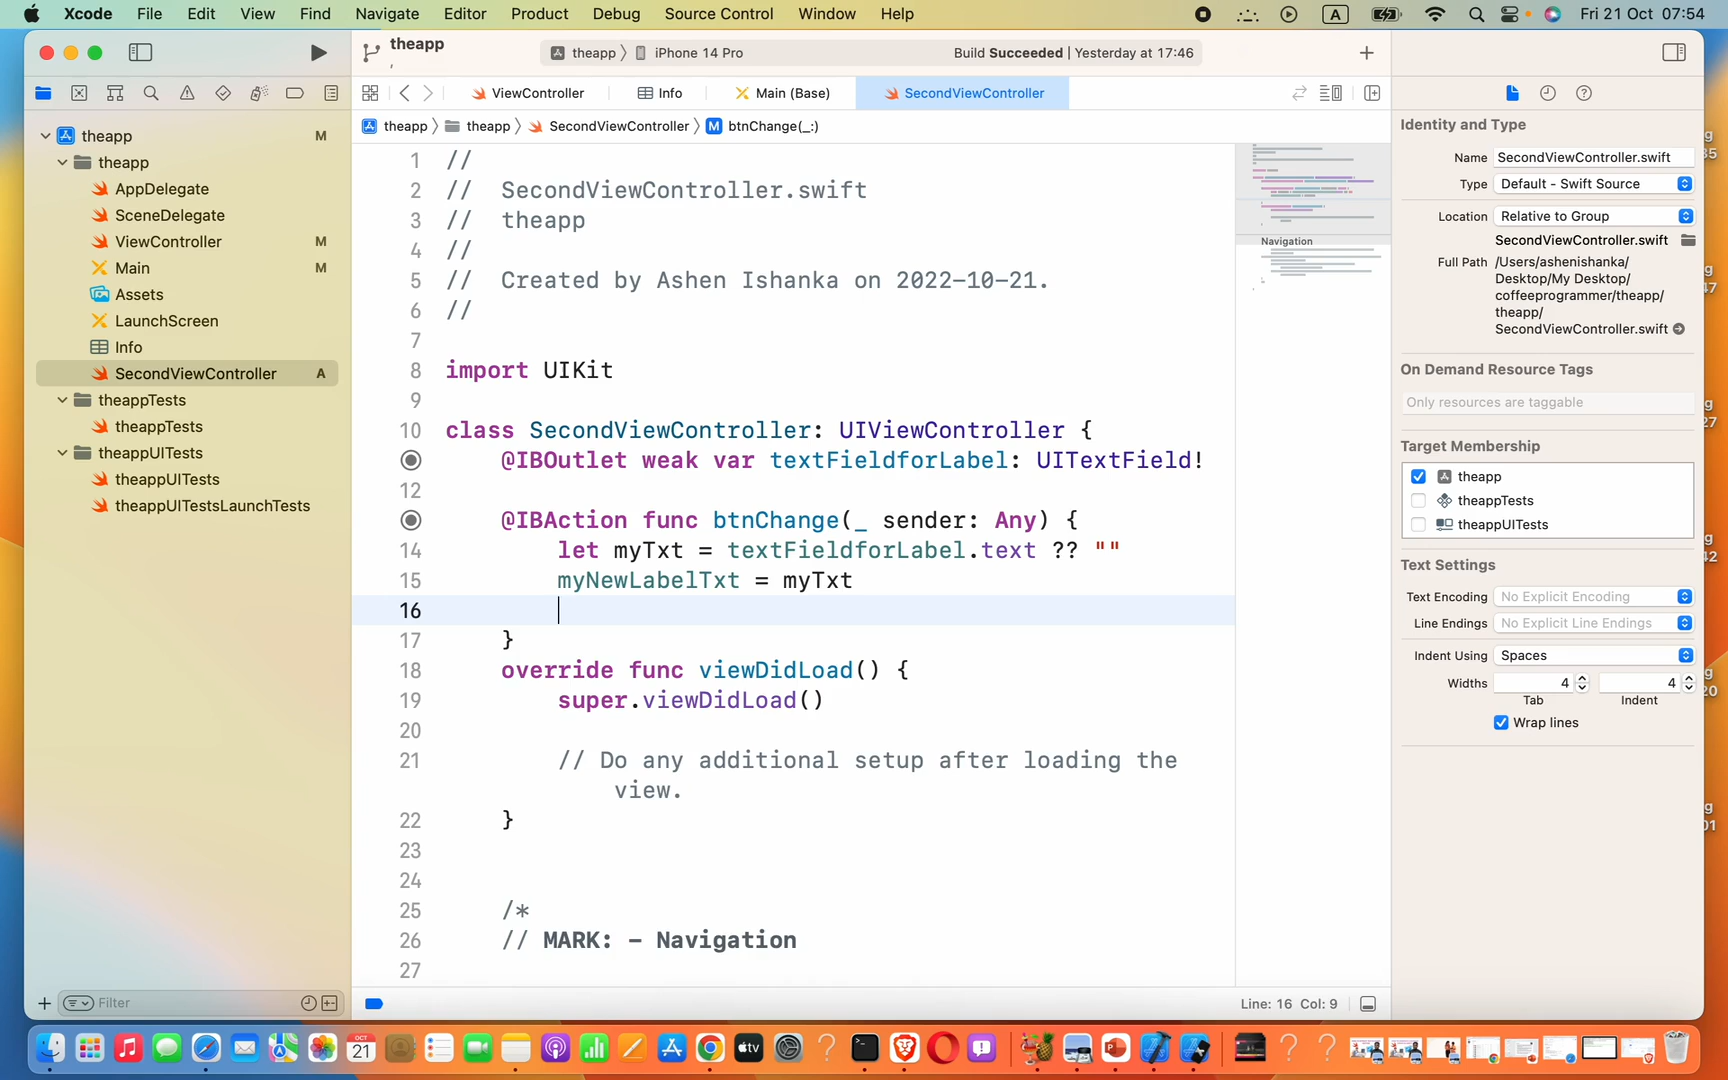 Xcode File Edit View Find Navigate Editor Product Debug Source Control Window Help A Fri 21 Oct 07:54
theapp
theapp iPhone 14 Pro Build Succeeded | Yesterday at 17:46
ViewController Info Main (Base) SecondViewController
theapp theapp SecondViewController M btnChange(_:)
theapp M
theapp
AppDelegate
SceneDelegate
ViewController M
Main M
Assets
LaunchScreen
Info
SecondViewController A
theappTests
theappTests
theappUITests
theappUITests
theappUITestsLaunchTests
Filter
1 //
2 // SecondViewController.swift
3 // theapp
4 //
5 // Created by Ashen Ishanka on 2022-10-21.
6 //
7
8 import UIKit
9
10 class SecondViewController: UIViewController {
@IBOutlet weak var textFieldforLabel: UITextField!
12
@IBAction func btnChange(_ sender: Any) {
14 let myTxt = textFieldforLabel.text ?? ""
15 myNewLabelTxt = myTxt
16
17 }
18 override func viewDidLoad() {
19 super.viewDidLoad()
20
21 // Do any additional setup after loading the
view.
22 }
23
24
25 /*
26 // MARK: - Navigation
27
Navigation
Line: 16 Col: 9
Identity and Type
Name SecondViewController.swift
Type Default - Swift Source
Location Relative to Group
SecondViewController.swift
Full Path /Users/ashenishanka/
Desktop/My Desktop/
coffeeprogrammer/theapp/
theapp/
SecondViewController.swift
On Demand Resource Tags
Only resources are taggable
Target Membership
theapp
theappTests
theappUITests
Text Settings
Text Encoding No Explicit Encoding
Line Endings No Explicit Line Endings
Indent Using Spaces
Widths 4 4
Tab Indent
Wrap lines
g
35
g
47
g
27
g
42
g
20
g
01
OCT
21
tv